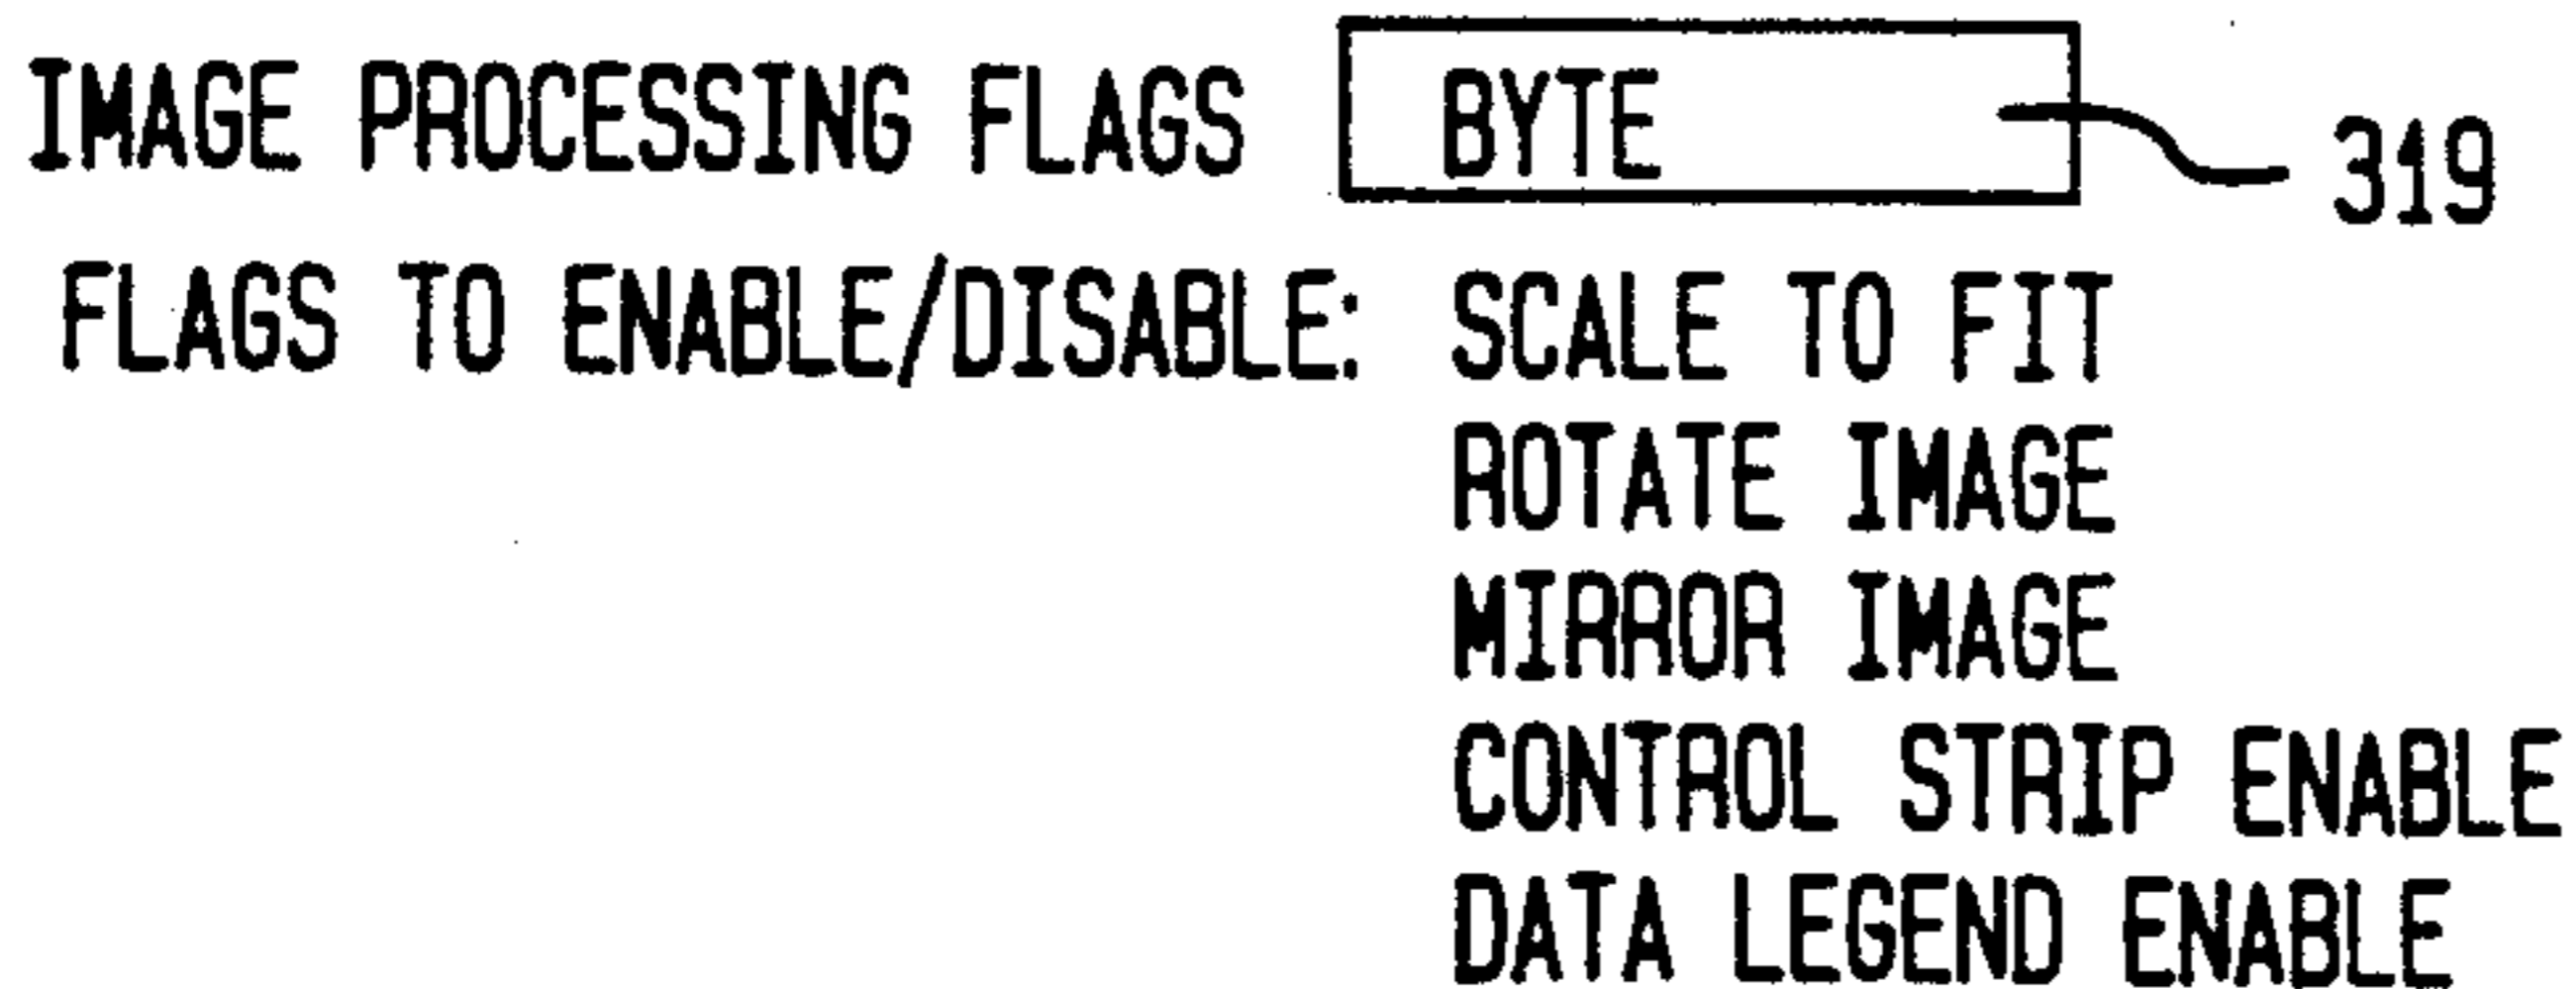 IMAGE PROCESSING FLAGS BYTE 319
FLAGS TO ENABLE/DISABLE: SCALE TO FIT
ROTATE IMAGE
MIRROR IMAGE
CONTROL STRIP ENABLE
DATA LEGEND ENABLE